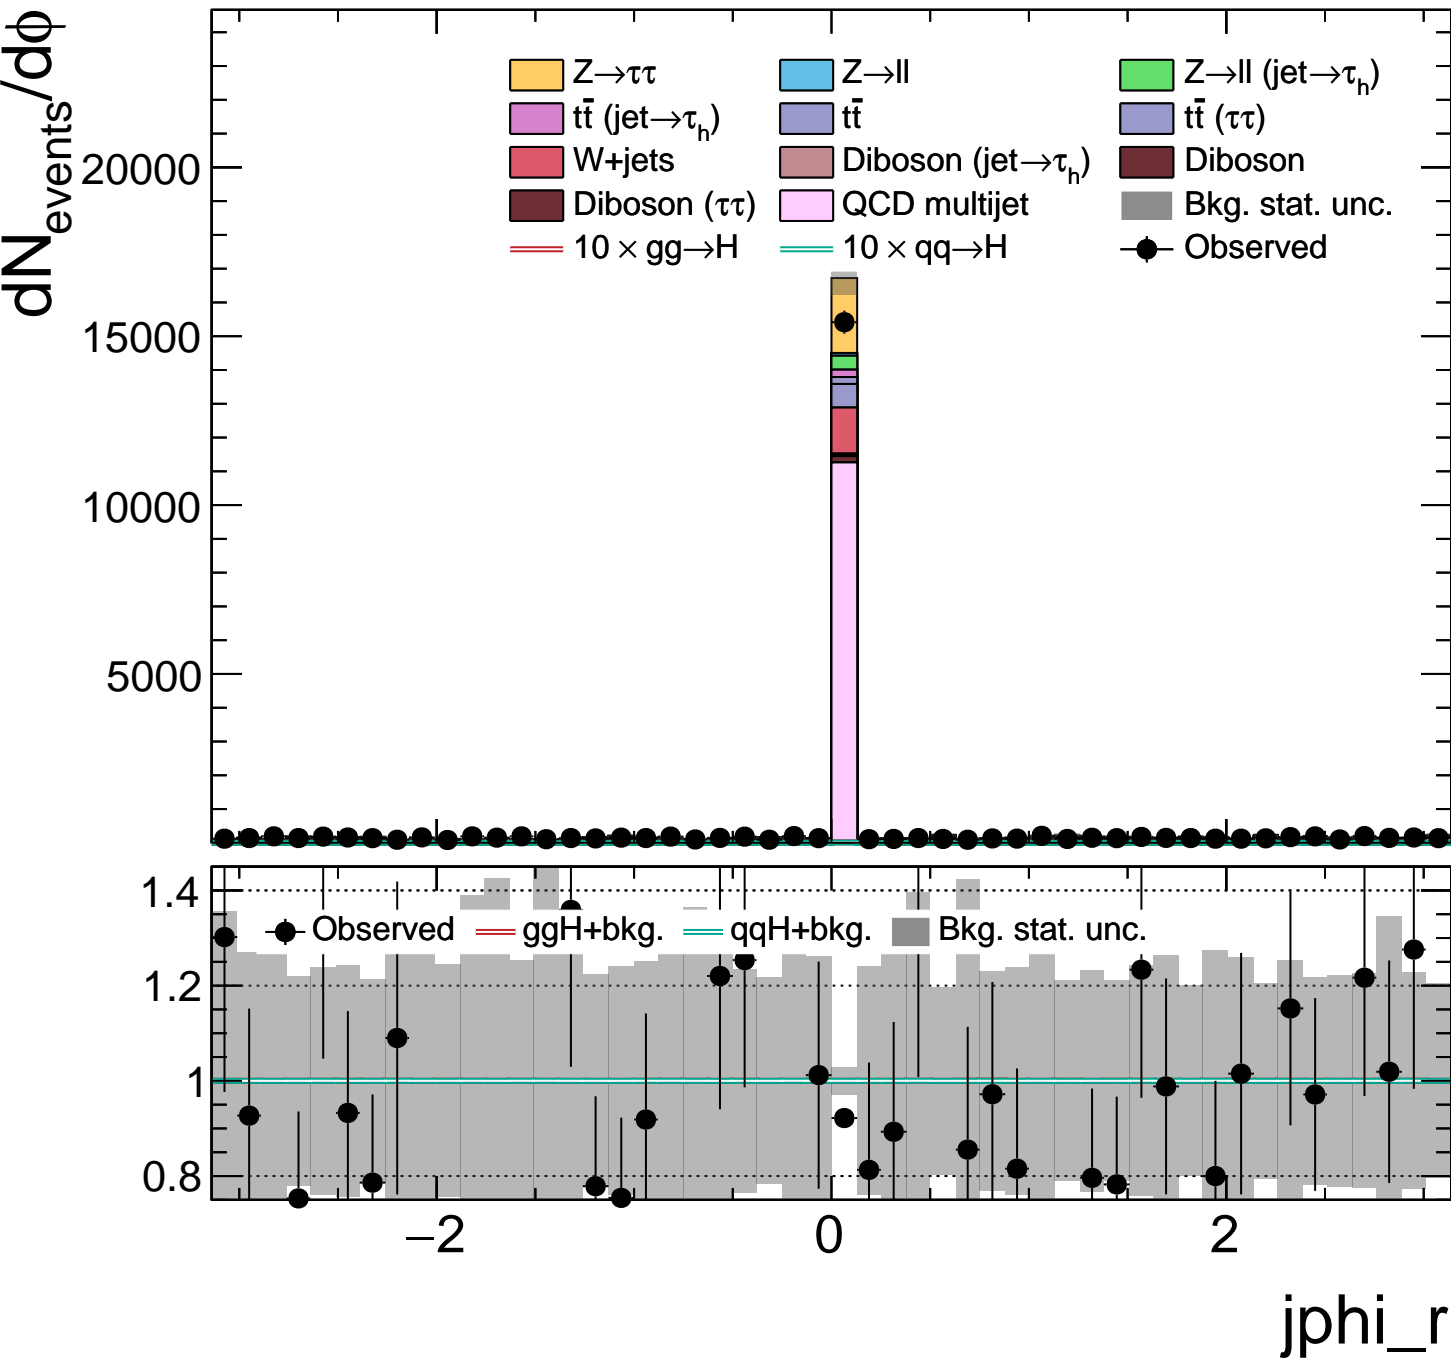 dN_events/dϕ
Z→ττ Z→ll Z→ll (jet→τ_h)
tt̄ (jet→τ_h) tt̄ tt̄ (ττ)
W+jets Diboson (jet→τ_h) Diboson
Diboson (ττ) QCD multijet Bkg. stat. unc.
10 × gg→H 10 × qq→H Observed
20000
15000
10000
5000
1.4
Observed ggH+bkg. qqH+bkg. Bkg. stat. unc.
1.2
1
0.8
−2 0 2
jphi_r